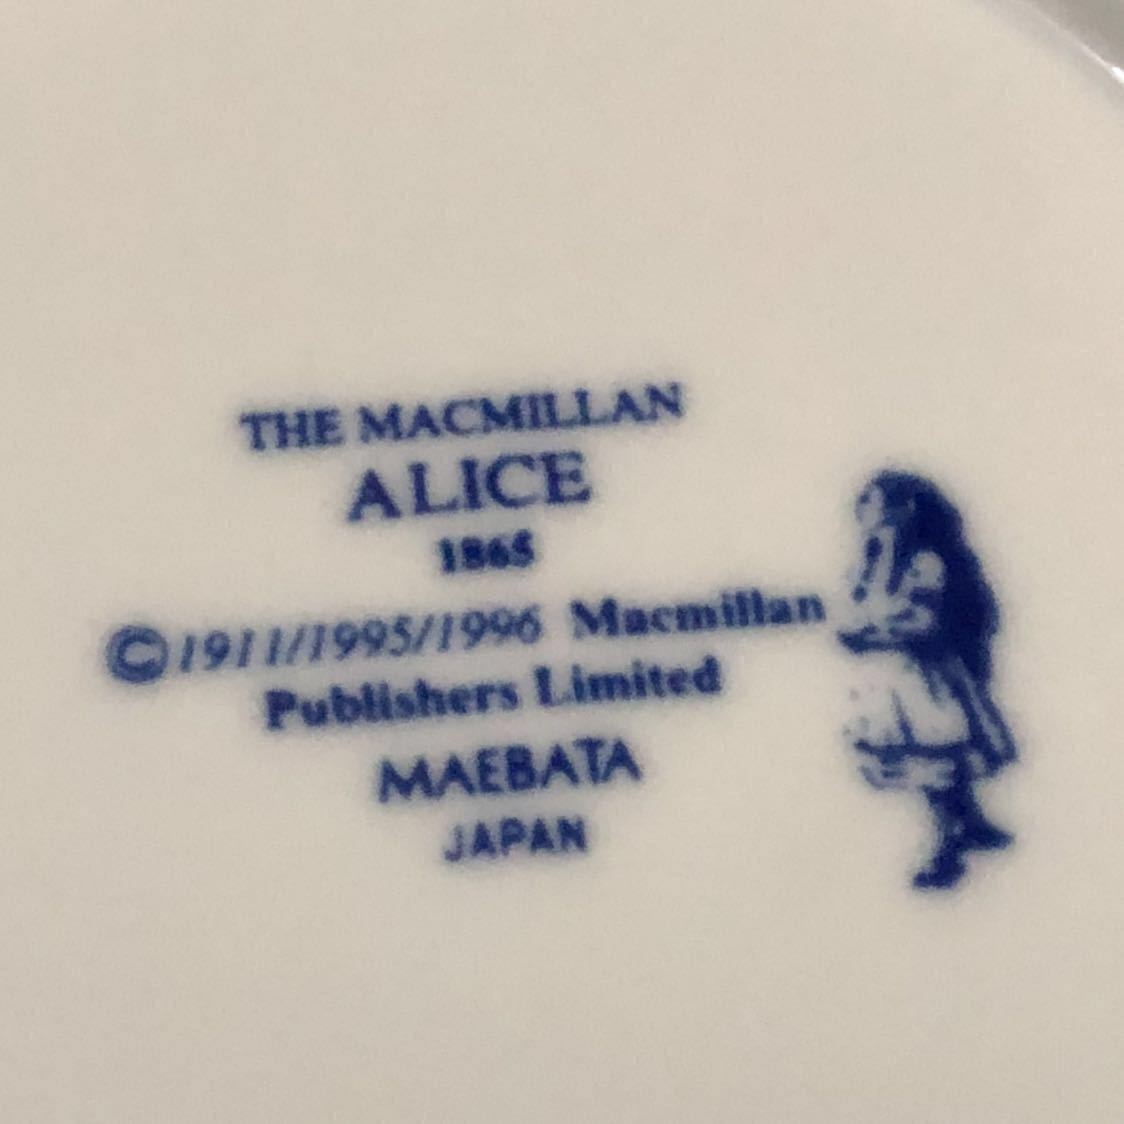 THE MACMILLAN
ALICE
1865
©1911/1995/1996 Macmillan
Publishers Limited
MAEBATA
JAPAN